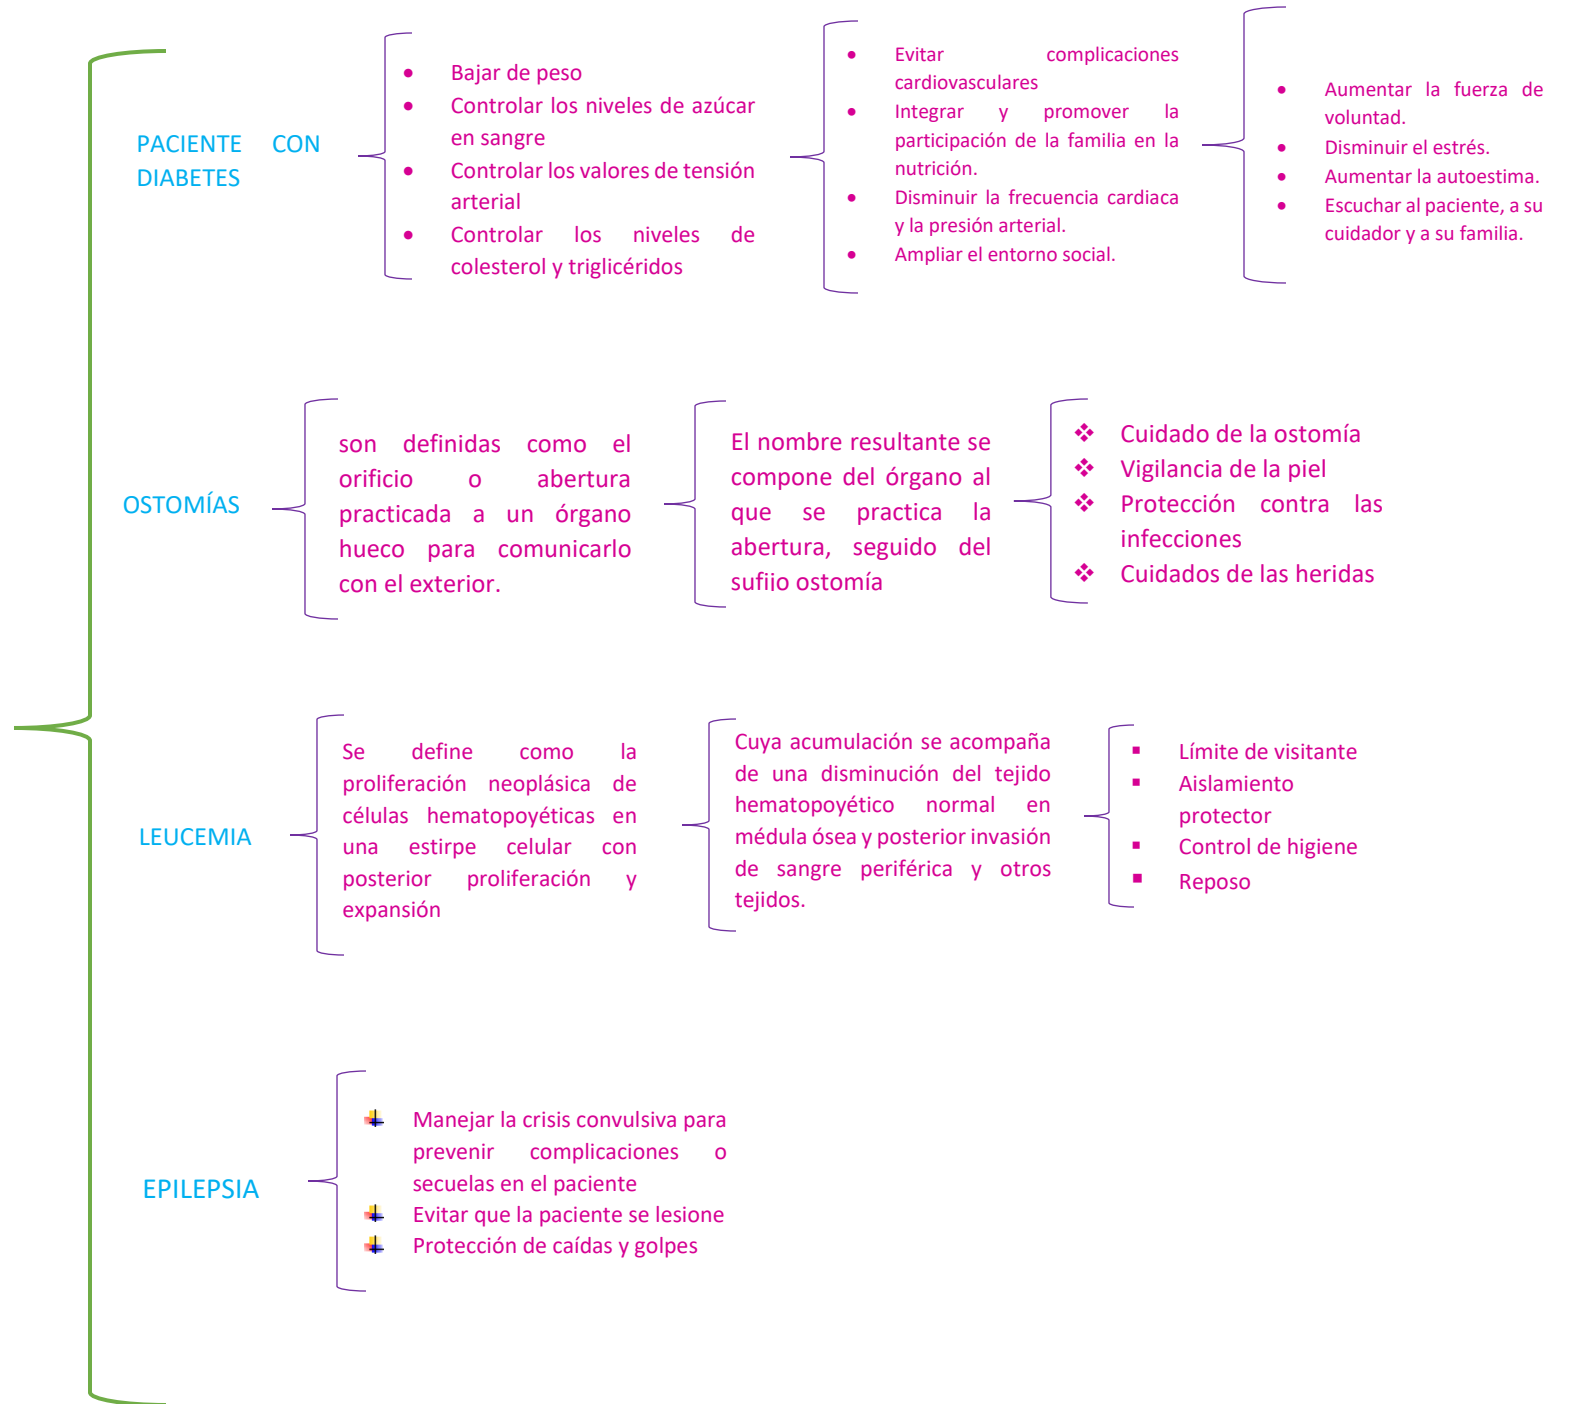 PACIENTE CON
DIABETES
• Bajar de peso
• Controlar los niveles de azúcar
en sangre
• Controlar los valores de tensión
arterial
• Controlar los niveles de
colesterol y triglicéridos
• Evitar complicaciones
cardiovasculares
• Integrar y promover la
participación de la familia en la
nutrición.
• Disminuir la frecuencia cardiaca
y la presión arterial.
• Ampliar el entorno social.
• Aumentar la fuerza de
voluntad.
• Disminuir el estrés.
• Aumentar la autoestima.
• Escuchar al paciente, a su
cuidador y a su familia.
OSTOMÍAS
son definidas como el
orificio o abertura
practicada a un órgano
hueco para comunicarlo
con el exterior.
El nombre resultante se
compone del órgano al
que se practica la
abertura, seguido del
sufijo ostomía
❖ Cuidado de la ostomía
❖ Vigilancia de la piel
❖ Protección contra las
infecciones
❖ Cuidados de las heridas
LEUCEMIA
Se define como la
proliferación neoplásica de
células hematopoyéticas en
una estirpe celular con
posterior proliferación y
expansión
Cuya acumulación se acompaña
de una disminución del tejido
hematopoyético normal en
médula ósea y posterior invasión
de sangre periférica y otros
tejidos.
▪ Límite de visitante
▪ Aislamiento
protector
▪ Control de higiene
▪ Reposo
EPILEPSIA
Manejar la crisis convulsiva para
prevenir complicaciones o
secuelas en el paciente
Evitar que la paciente se lesione
Protección de caídas y golpes